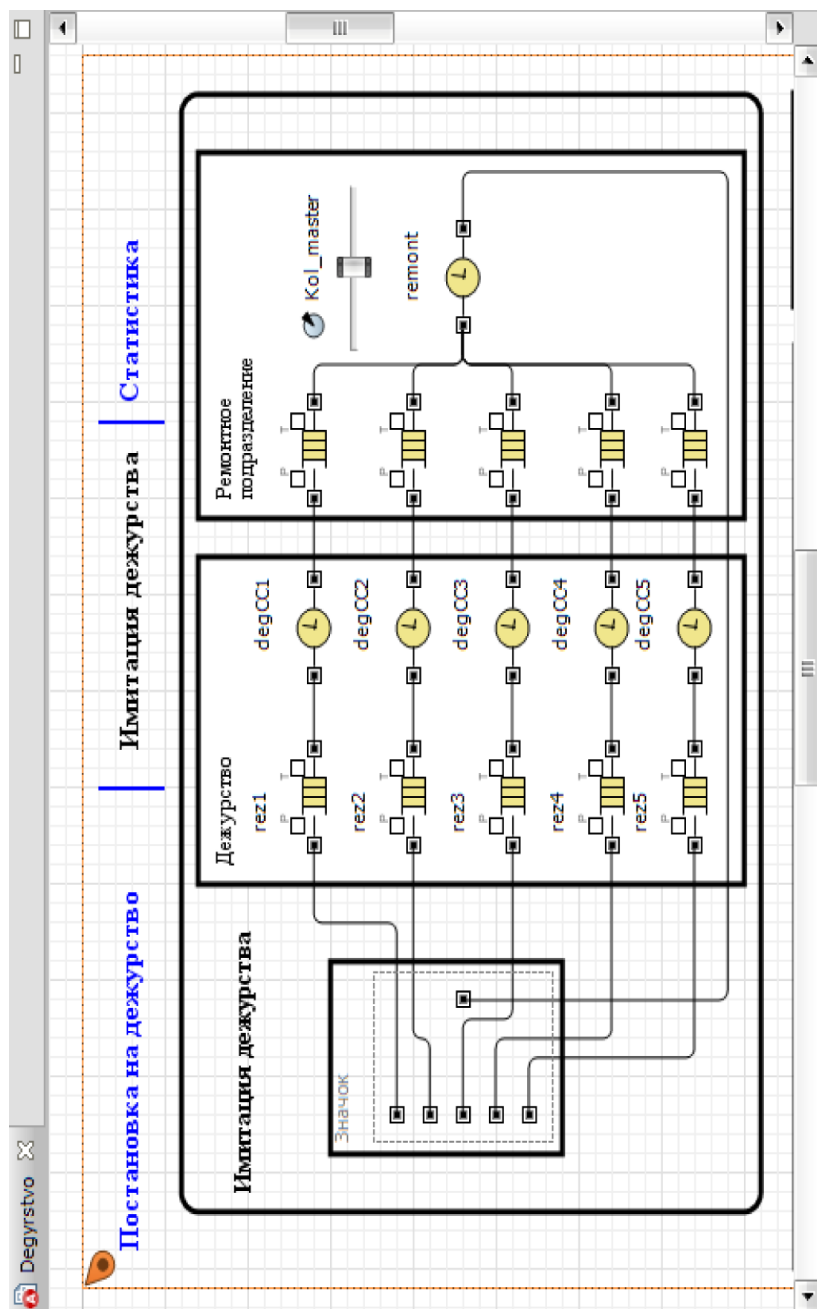 Degyrstvo
Постановка на дежурство
Имитация дежурства
Статистика
Имитация дежурства
Значок
Дежурство
rez1
P
T
degCC1
rez2
P
T
degCC2
rez3
P
T
degCC3
rez4
P
T
degCC4
rez5
P
T
degCC5
Ремонтное
подразделение
P
T
P
T
P
T
P
T
P
T
Kol_master
remont